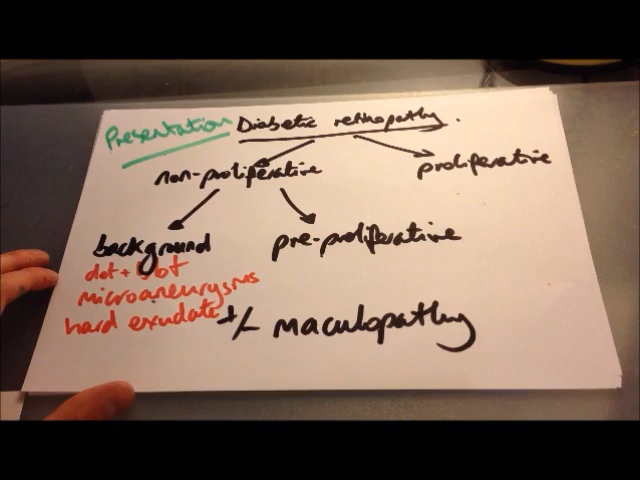 Presentation Diabetic retinopathy.
non-proliferative proliferative
background pre-proliferative
dot + blot
microaneurysms
hard exudate +/- maculopathy